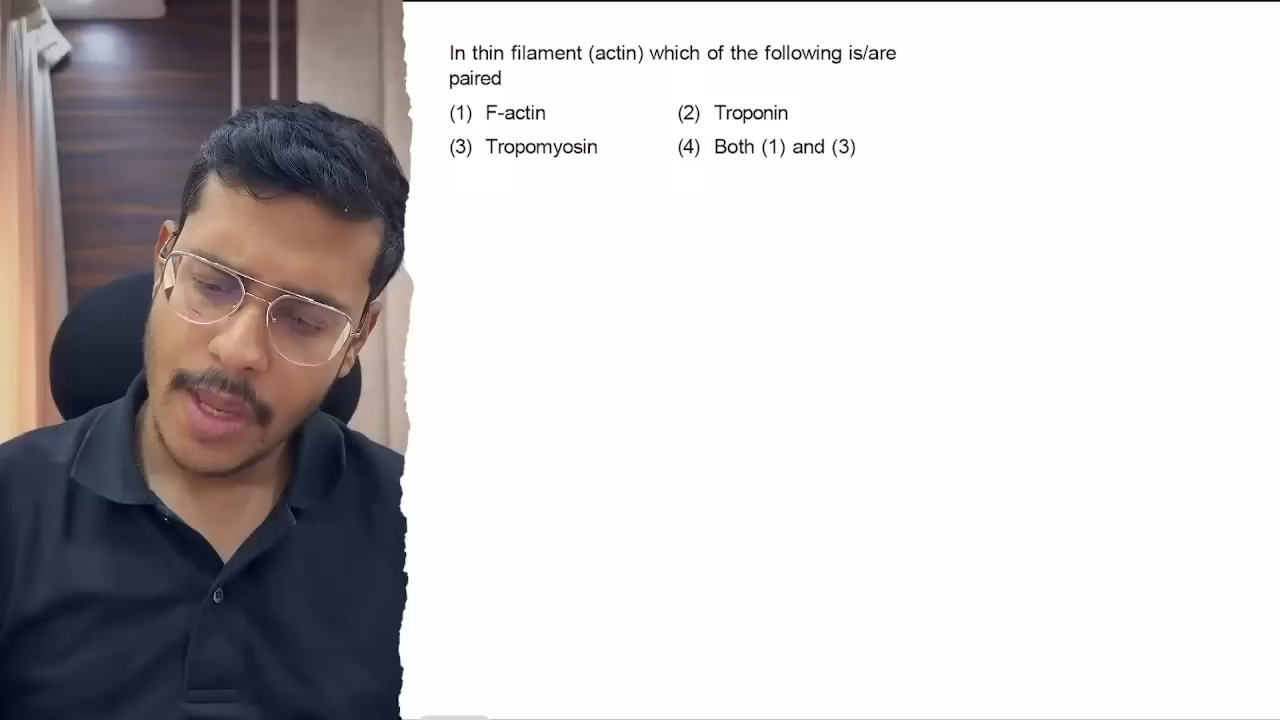 In thin filament (actin) which of the following is/are
paired
(1) F-actin (2) Troponin
(3) Tropomyosin (4) Both (1) and (3)